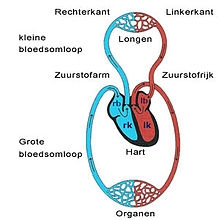 Rechterkant
Linkerkant
kleine
bloedsomloop
Longen
Zuurstofarm
Zuurstofrijk
rb
lb
rk
lk
Grote
bloedsomloop
Hart
Organen